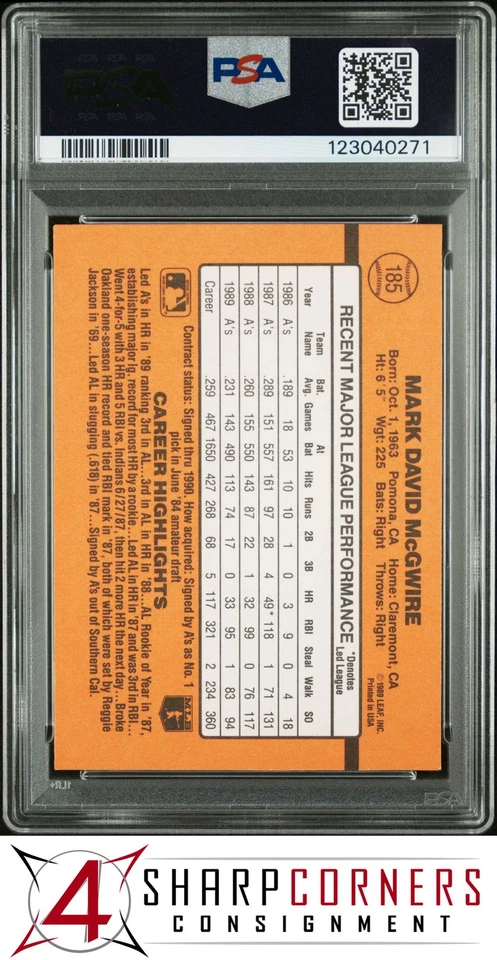 PSA
PSA PSA PSA
PSA
PSA PSA PSA
123040271
185
MARK DAVID McGWIRE
Born: Oct. 1, 1963 Pomona, CA Home: Claremont, CA
Ht: 6' 5" Wgt: 225 Bats: Right Throws: Right
© 1989 LEAF, INC.
Printed in USA
RECENT MAJOR LEAGUE PERFORMANCE
*Denotes
Led League
Year Team Name Bat. Avg. Games At Bat Hits Runs 2B 3B HR RBI Steal Walk SO
1986 A's .189 18 53 10 10 1 0 3 9 0 4 18
1987 A's .289 151 557 161 97 28 4 49* 118 1 71 131
1988 A's .260 155 550 143 87 22 1 32 99 0 76 117
1989 A's .231 143 490 113 74 17 0 33 95 1 83 94
Career .259 467 1650 427 268 68 5 117 321 2 234 360
Contract status: Signed thru 1990. How acquired: Signed by A's as No. 1
pick in June '84 amateur draft
MLB
CAREER HIGHLIGHTS
Led A's in HR in '89 ranking 3rd in AL...3rd in AL in HR in '88...AL Rookie of Year in '87,
establishing major lg. record for most HR by a rookie...Led AL in HR in '87 and was 3rd in RBI...
Went 4-for-5 with 3 HR and 5 RBI vs. Indians 6/27/87, then hit 2 more HR the next day...Broke
Oakland one-season HR record and tied RBI mark in '87, both of which were set by Reggie
Jackson in '69...Led AL in slugging (.618) in '87...Signed by A's out of Southern Cal.
1LR+
PSA
4
SHARPCORNERS
CONSIGNMENT